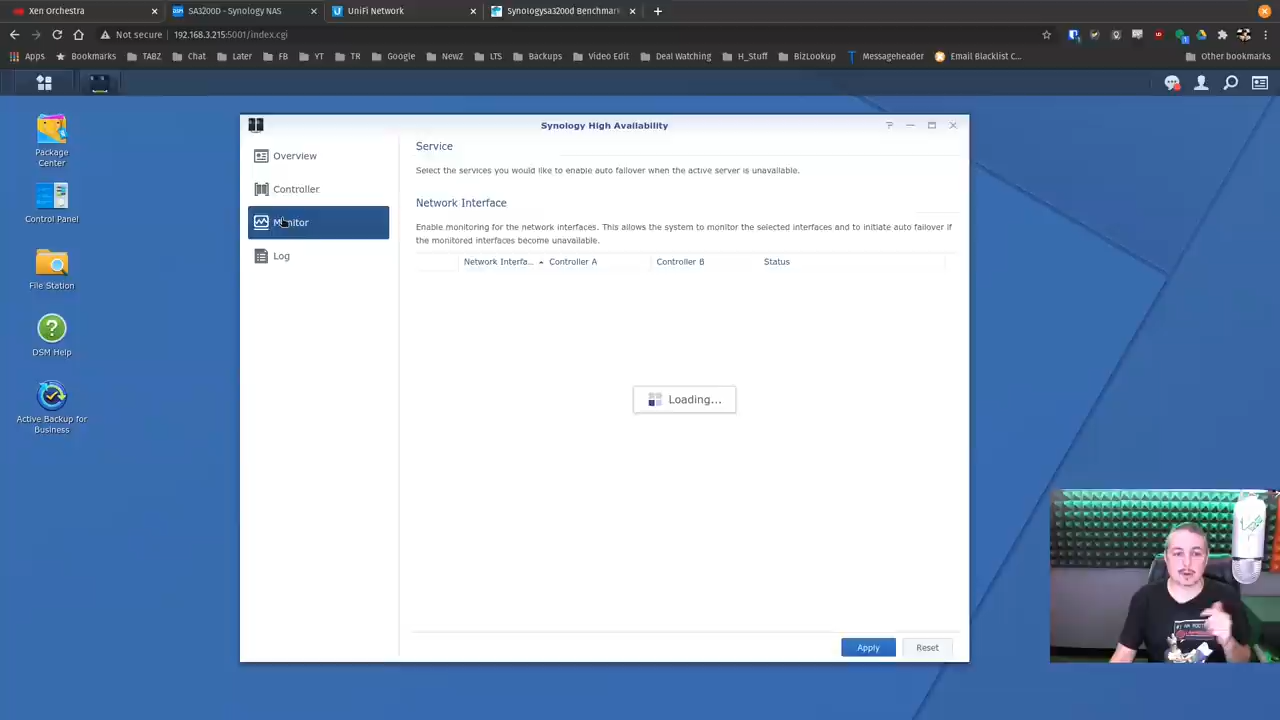 Xen Orchestra
SA3200D - Synology NAS
UniFi Network
Synologysa3200d Benchmar
Not secure
192.168.3.215:5001/index.cgi
Apps
Bookmarks
TABZ
Chat
Later
FB
YT
TR
Google
NewZ
LTS
Backups
Video Edit
Deal Watching
H_Stuff
BizLookup
Messageheader
Email Blacklist C...
Other bookmarks
Package
Center
Control Panel
File Station
DSM Help
Active Backup for
Business
Synology High Availability
Overview
Controller
Monitor
Log
Service
Select the services you would like to enable auto failover when the active server is unavailable.
Network Interface
Enable monitoring for the network interfaces. This allows the system to monitor the selected interfaces and to initiate auto failover if
the monitored interfaces become unavailable.
Network Interfa...
Controller A
Controller B
Status
Loading...
Apply
Reset